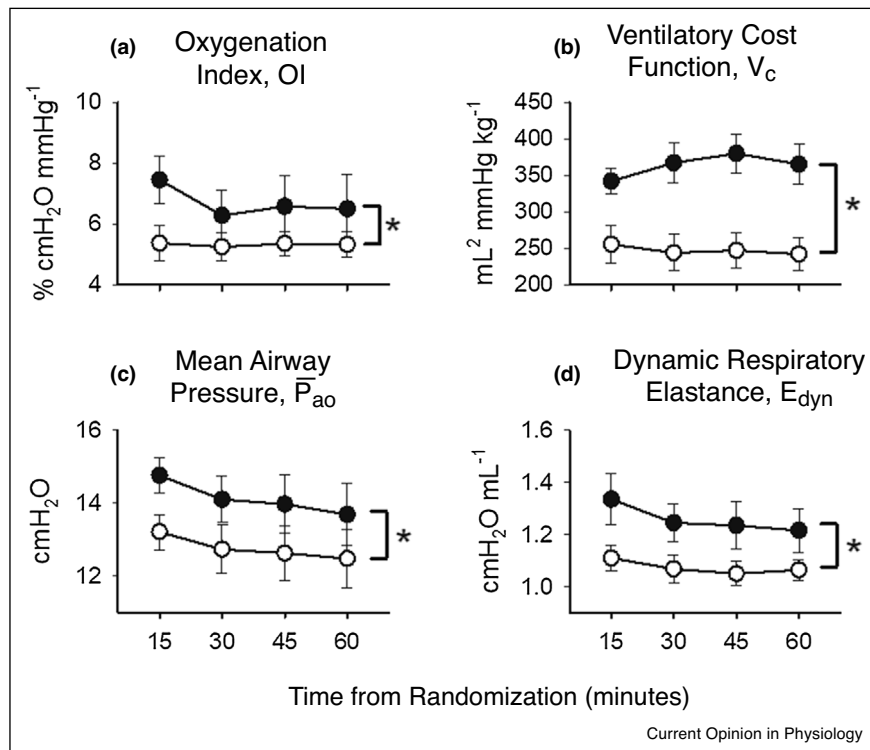 (a) Oxygenation
Index, OI
% cmH₂O mmHg⁻¹
10
8
6
4
*
(b) Ventilatory Cost
Function, V_c
mL² mmHg kg⁻¹
450
400
350
300
250
200
*
(c) Mean Airway
Pressure, P̅_ao
cmH₂O
16
14
12
*
15 30 45 60
(d) Dynamic Respiratory
Elastance, E_dyn
cmH₂O mL⁻¹
1.6
1.4
1.2
1.0
*
15 30 45 60
Time from Randomization (minutes)
Current Opinion in Physiology